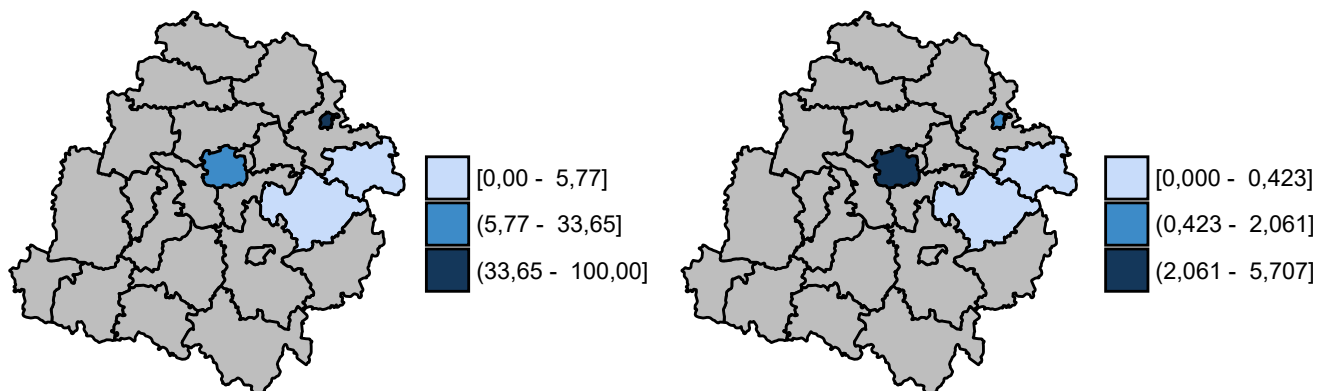 [0,00 - 5,77]
(5,77 - 33,65]
(33,65 - 100,00]
[0,000 - 0,423]
(0,423 - 2,061]
(2,061 - 5,707]